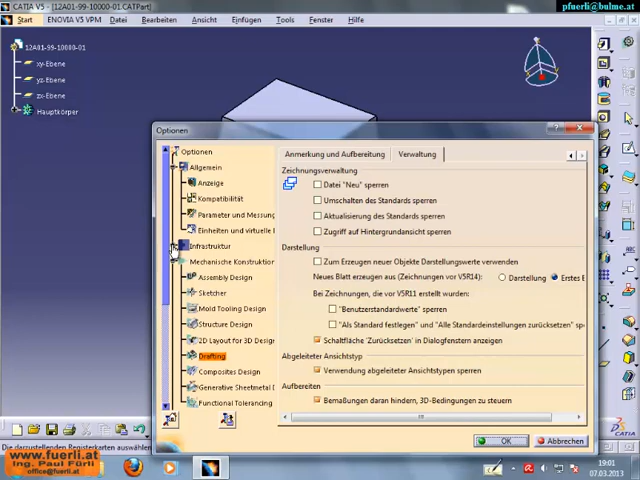 CATIA V5 - [12A01-99-10000-01.CATPart]
pfuerli@bulme.at
Start ENOVIA V5 VPM Datei Bearbeiten Ansicht Einfügen Tools Fenster Hilfe
12A01-99-10000-01
xy-Ebene
yz-Ebene
zx-Ebene
Hauptkörper
Optionen
Optionen
Allgemein
Anzeige
Kompatibilität
Parameter und Messung
Einheiten und virtuelle
Infrastruktur
Mechanische Konstruktion
Assembly Design
Sketcher
Mold Tooling Design
Structure Design
2D Layout for 3D Design
Drafting
Composites Design
Generative Sheetmetal D
Functional Tolerancing
Anmerkung und Aufbereitung Verwaltung
Zeichnungsverwaltung
Datei "Neu" sperren
Umschalten des Standards sperren
Aktualisierung des Standards sperren
Zugriff auf Hintergrundansicht sperren
Darstellung
Zum Erzeugen neuer Objekte Darstellungswerte verwenden
Neues Blatt erzeugen aus (Zeichnungen vor V5R14) Darstellung Erstes B
Bei Zeichnungen, die vor V5R11 erstellt wurden:
"Benutzerstandardwerte" sperren
"Als Standard festlegen" und "Alle Standardeinstellungen zurücksetzen" spe
Schaltfläche 'Zurücksetzen' in Dialogfenstern anzeigen
Abgeleiteter Ansichtstyp
Verwendung abgeleiteter Ansichtstypen sperren
Aufbereiten
Bemaßungen daran hindern, 3D-Bedingungen zu steuern
OK Abbrechen
Die darzustellenden Registerkarten auswählen
www.fuerli.at
Ing. Paul Fürli
office@fuerli.at
DE
19:01
07.03.2013